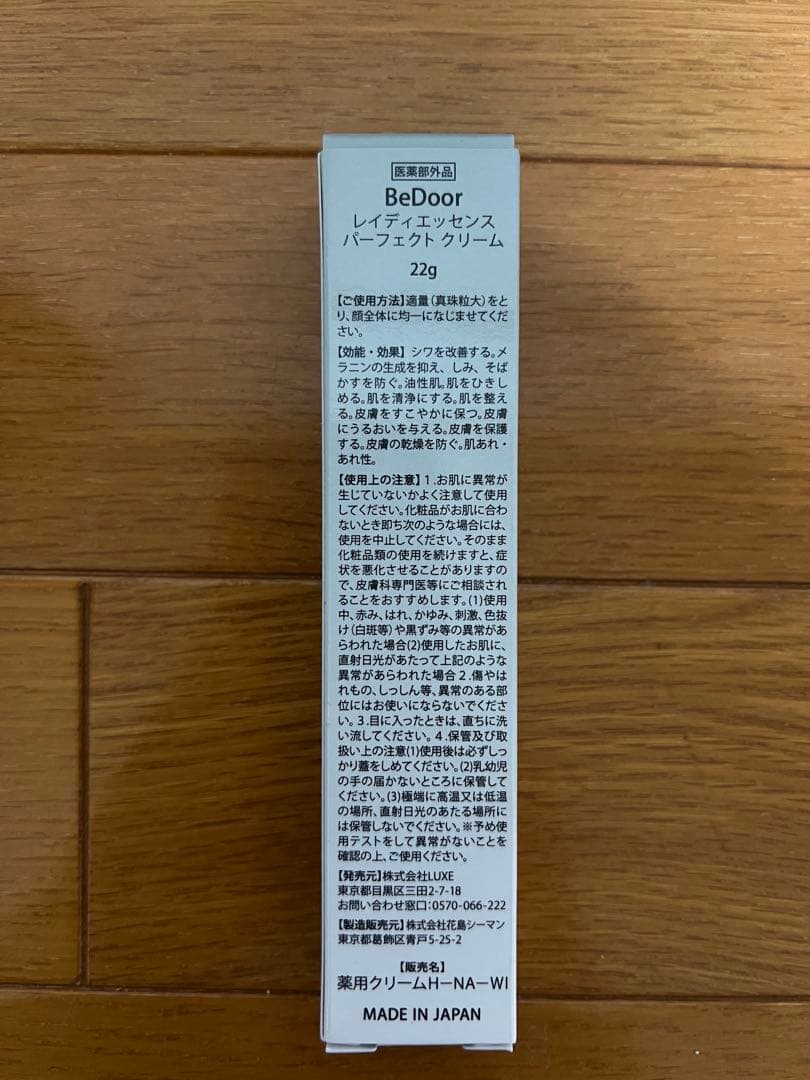 医薬部外品
BeDoor
レイディエッセンス
パーフェクト クリーム
22g
【ご使用方法】適量(真珠粒大)をと
り、顔全体に均一になじませてくだ
さい。
【効能・効果】 シワを改善する。メ
ラニンの生成を抑え、しみ、そば
かすを防ぐ。油性肌。肌をひきし
める。肌を清浄にする。肌を整え
る。皮膚をすこやかに保つ。皮膚
にうるおいを与える。皮膚を保護
する。皮膚の乾燥を防ぐ。肌あれ・
あれ性。
【使用上の注意】1.お肌に異常が
生じていないかよく注意して使用
してください。化粧品がお肌に合わ
ないとき即ち次のような場合には、
使用を中止してください。そのまま
化粧品類の使用を続けますと、症
状を悪化させることがありますの
で、皮膚科専門医等にご相談され
ることをおすすめします。(1)使用
中、赤み、はれ、かゆみ、刺激、色抜
け(白斑等)や黒ずみ等の異常があ
らわれた場合(2)使用したお肌に、
直射日光があたって上記のような
異常があらわれた場合2.傷やは
れもの、しっしん等、異常のある部
位にはお使いにならないでくださ
い。3.目に入ったときは、直ちに洗
い流してください。4.保管及び取
扱い上の注意(1)使用後は必ずしっ
かり蓋をしめてください。(2)乳幼児
の手の届かないところに保管して
ください。(3)極端に高温又は低温
の場所、直射日光のあたる場所に
は保管しないでください。※予め使
用テストをして異常がないことを
確認の上、ご使用ください。
【発売元】株式会社LUXE
東京都目黒区三田2-7-18
お問い合わせ窓口:0570-066-222
【製造販売元】株式会社花島シーマン
東京都葛飾区青戸5-25-2
【販売名】
薬用クリームH-NA-WI
MADE IN JAPAN